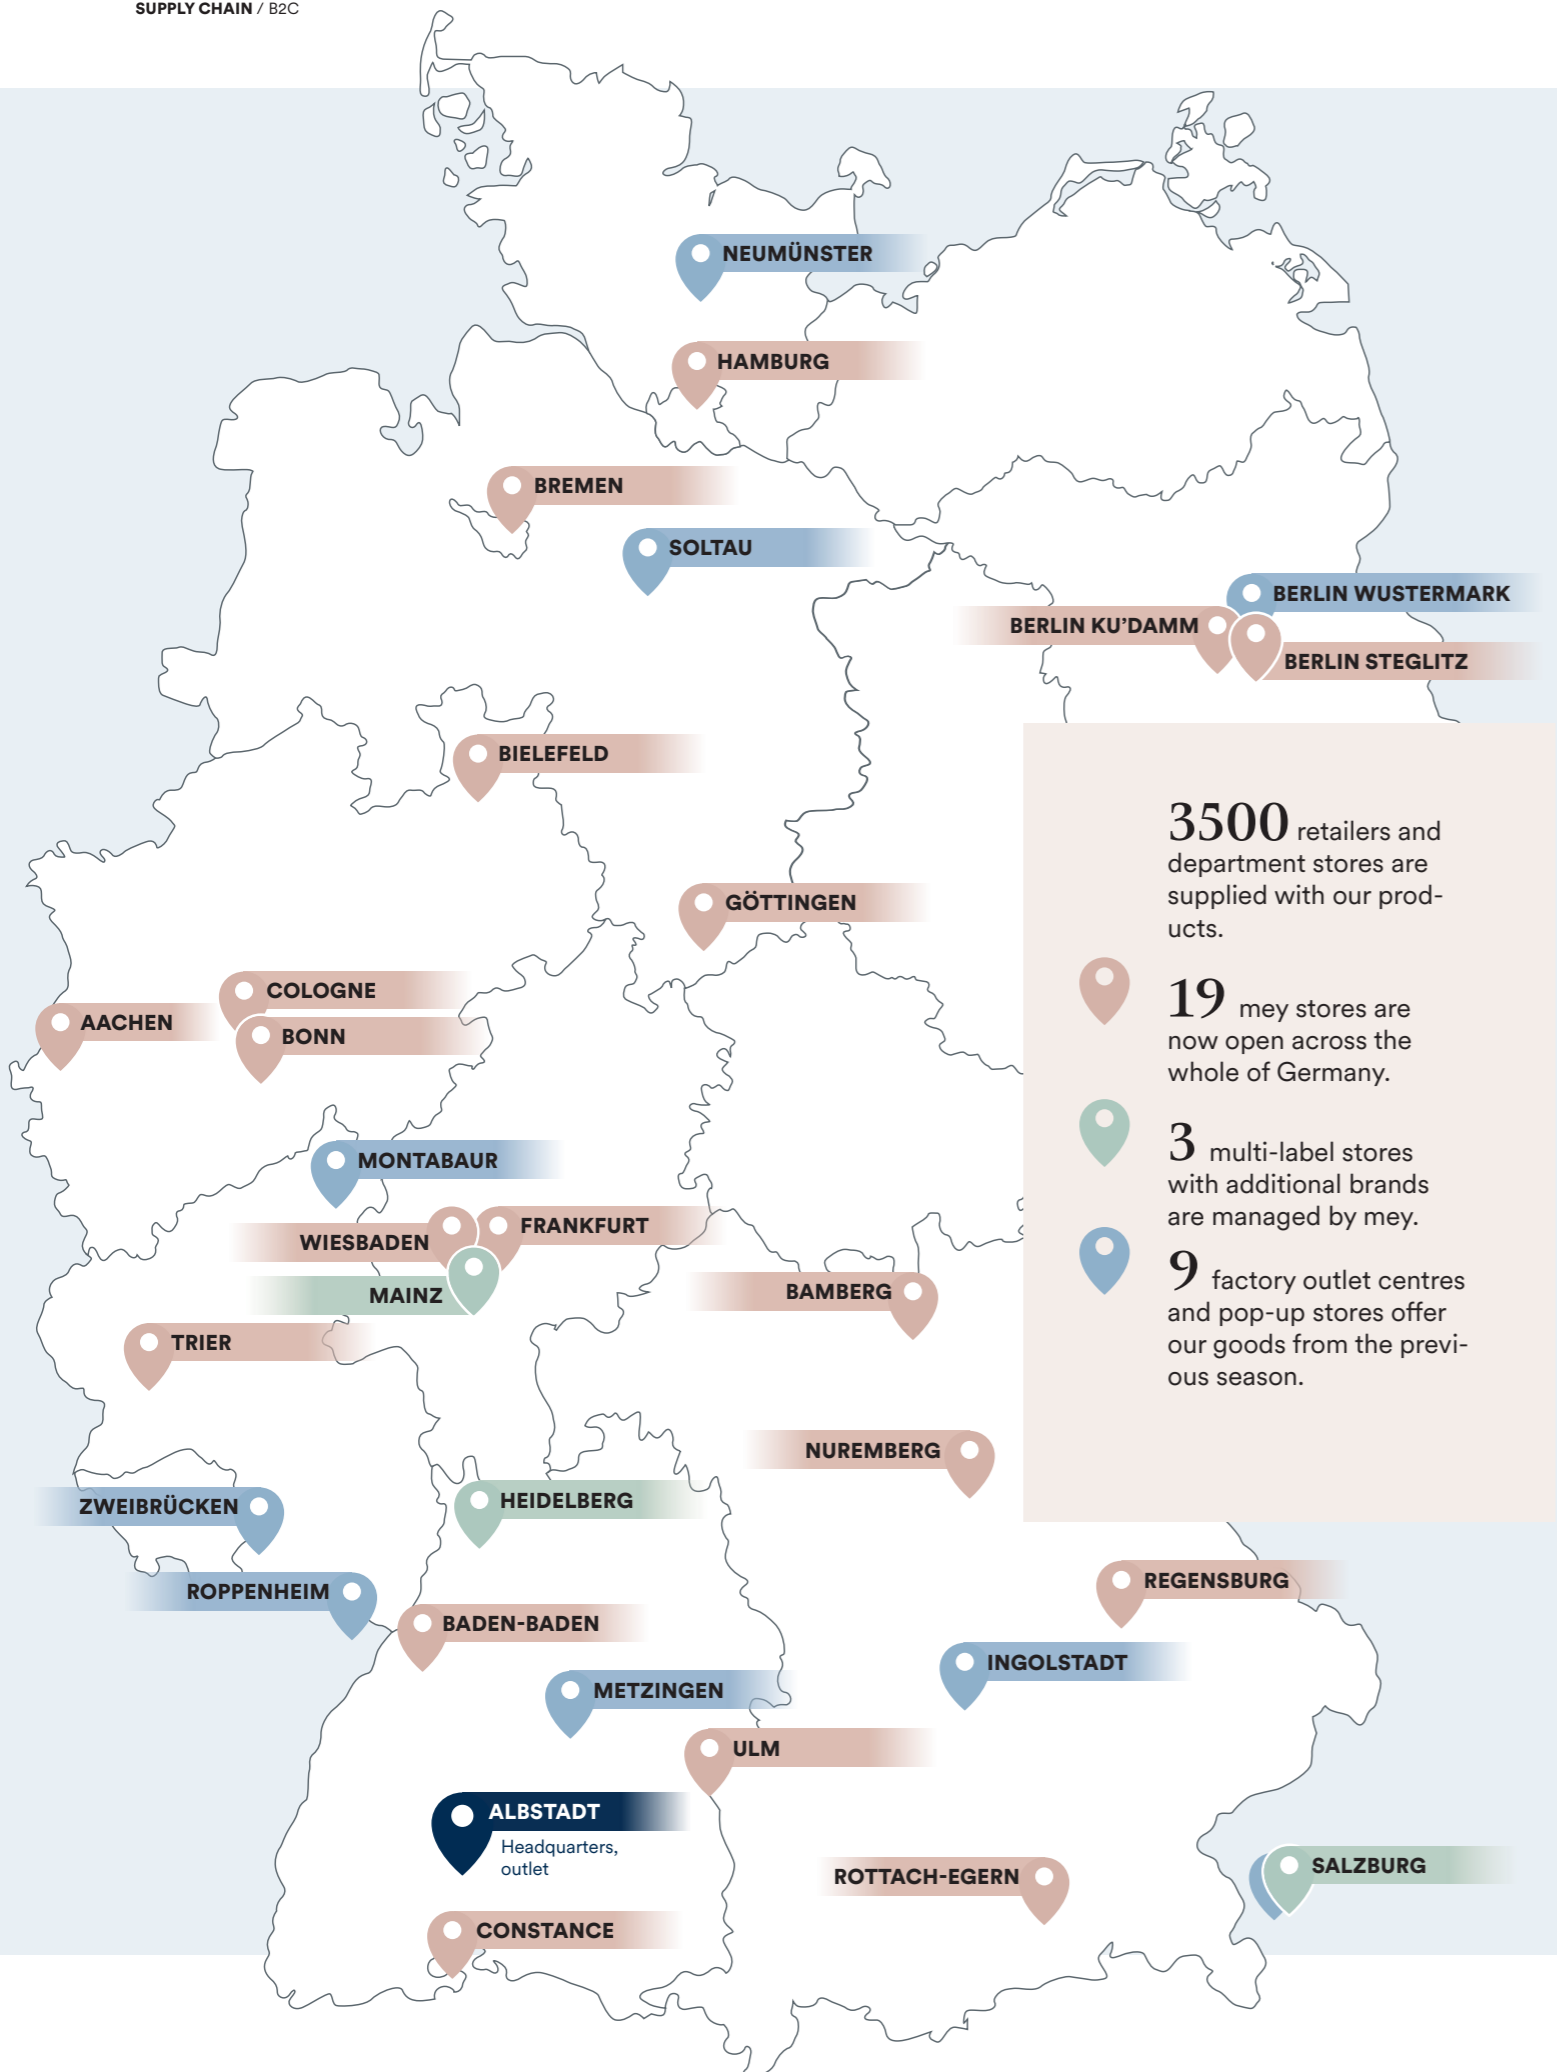 SUPPLY CHAIN / B2C
NEUMÜNSTER
HAMBURG
BREMEN
SOLTAU
BERLIN WUSTERMARK
BERLIN KU’DAMM
BERLIN STEGLITZ
BIELEFELD
3500 retailers and
department stores are
supplied with our prod-
ucts.
GÖTTINGEN
COLOGNE
AACHEN
BONN
19 mey stores are
now open across the
whole of Germany.
3 multi-label stores
with additional brands
are managed by mey.
9 factory outlet centres
and pop-up stores offer
our goods from the previ-
ous season.
MONTABAUR
FRANKFURT
WIESBADEN
MAINZ
BAMBERG
TRIER
NUREMBERG
HEIDELBERG
ZWEIBRÜCKEN
ROPPENHEIM
REGENSBURG
BADEN-BADEN
INGOLSTADT
METZINGEN
ULM
ALBSTADT
Headquarters,
outlet
SALZBURG
ROTTACH-EGERN
CONSTANCE